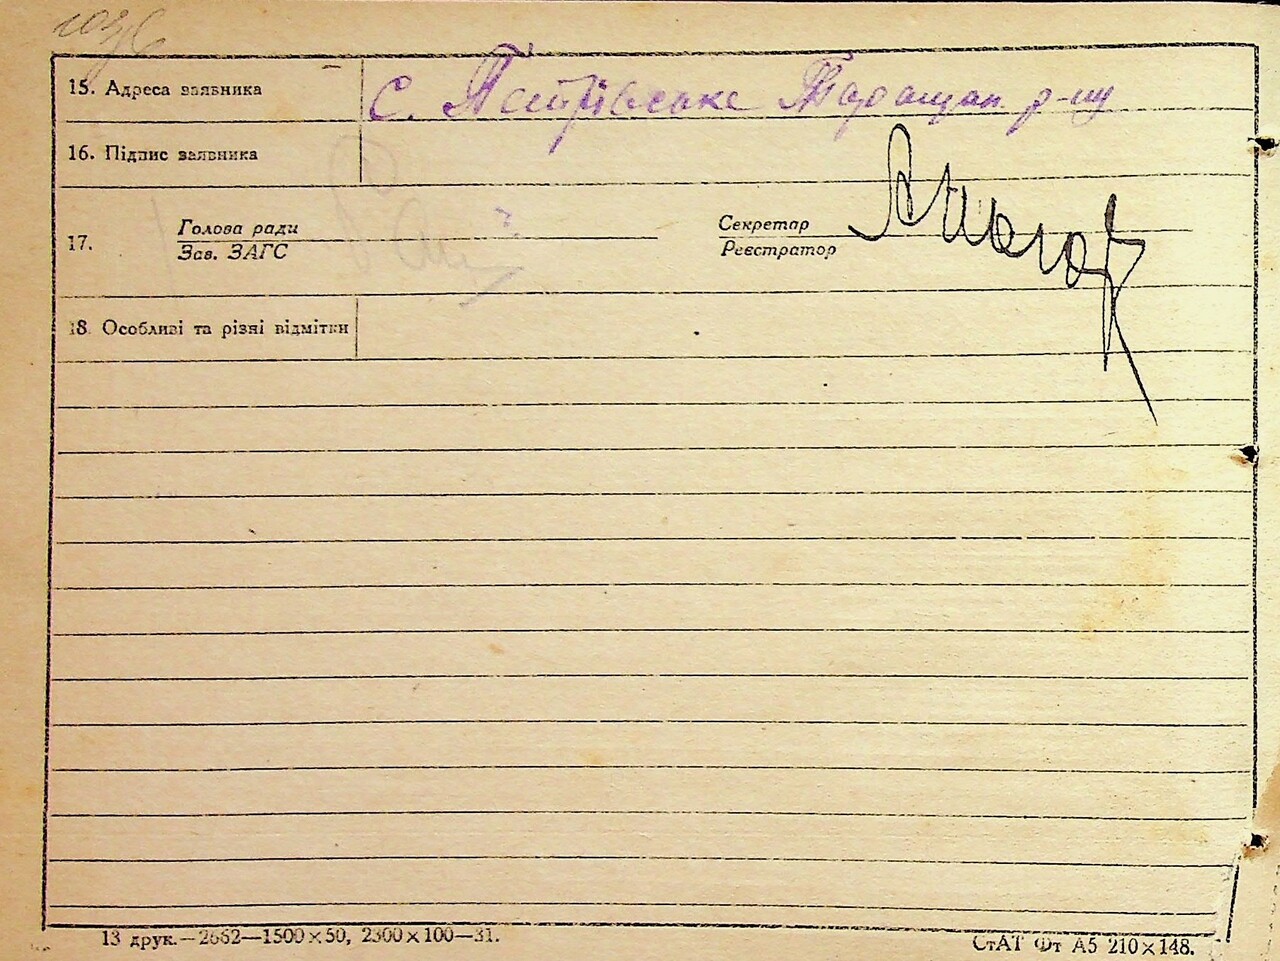 15. Адреса заявника с. Петрівське Таращан. р-ну
16. Підпис заявника
17. Голова ради
Зав. ЗАГС
Секретар
Реєстратор
18. Особливі та різні відмітки
13 друк.—2662—1500×50, 2300×100—31.
СтАТ Фт А5 210×148.